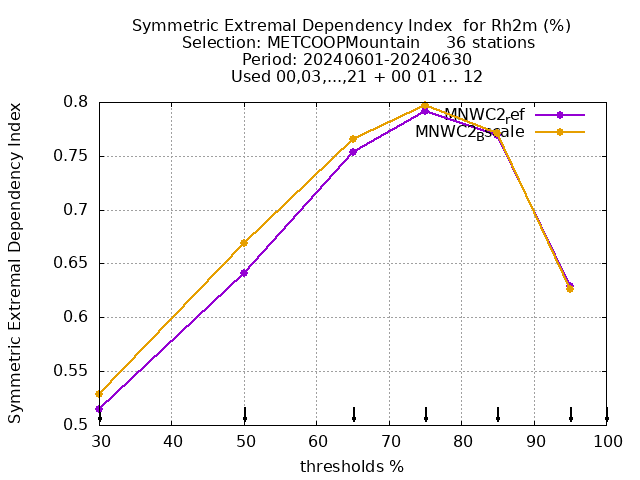 Symmetric Extremal Dependency Index for Rh2m (%)
Selection: METCOOPMountain 36 stations
Period: 20240601-20240630
Used 00,03,...,21 + 00 01 ... 12
Symmetric Extremal Dependency Index
0.8
0.75
0.7
0.65
0.6
0.55
0.5
MNWC2ref
MNWC2Bscale
30 40 50 60 70 80 90 100
thresholds %